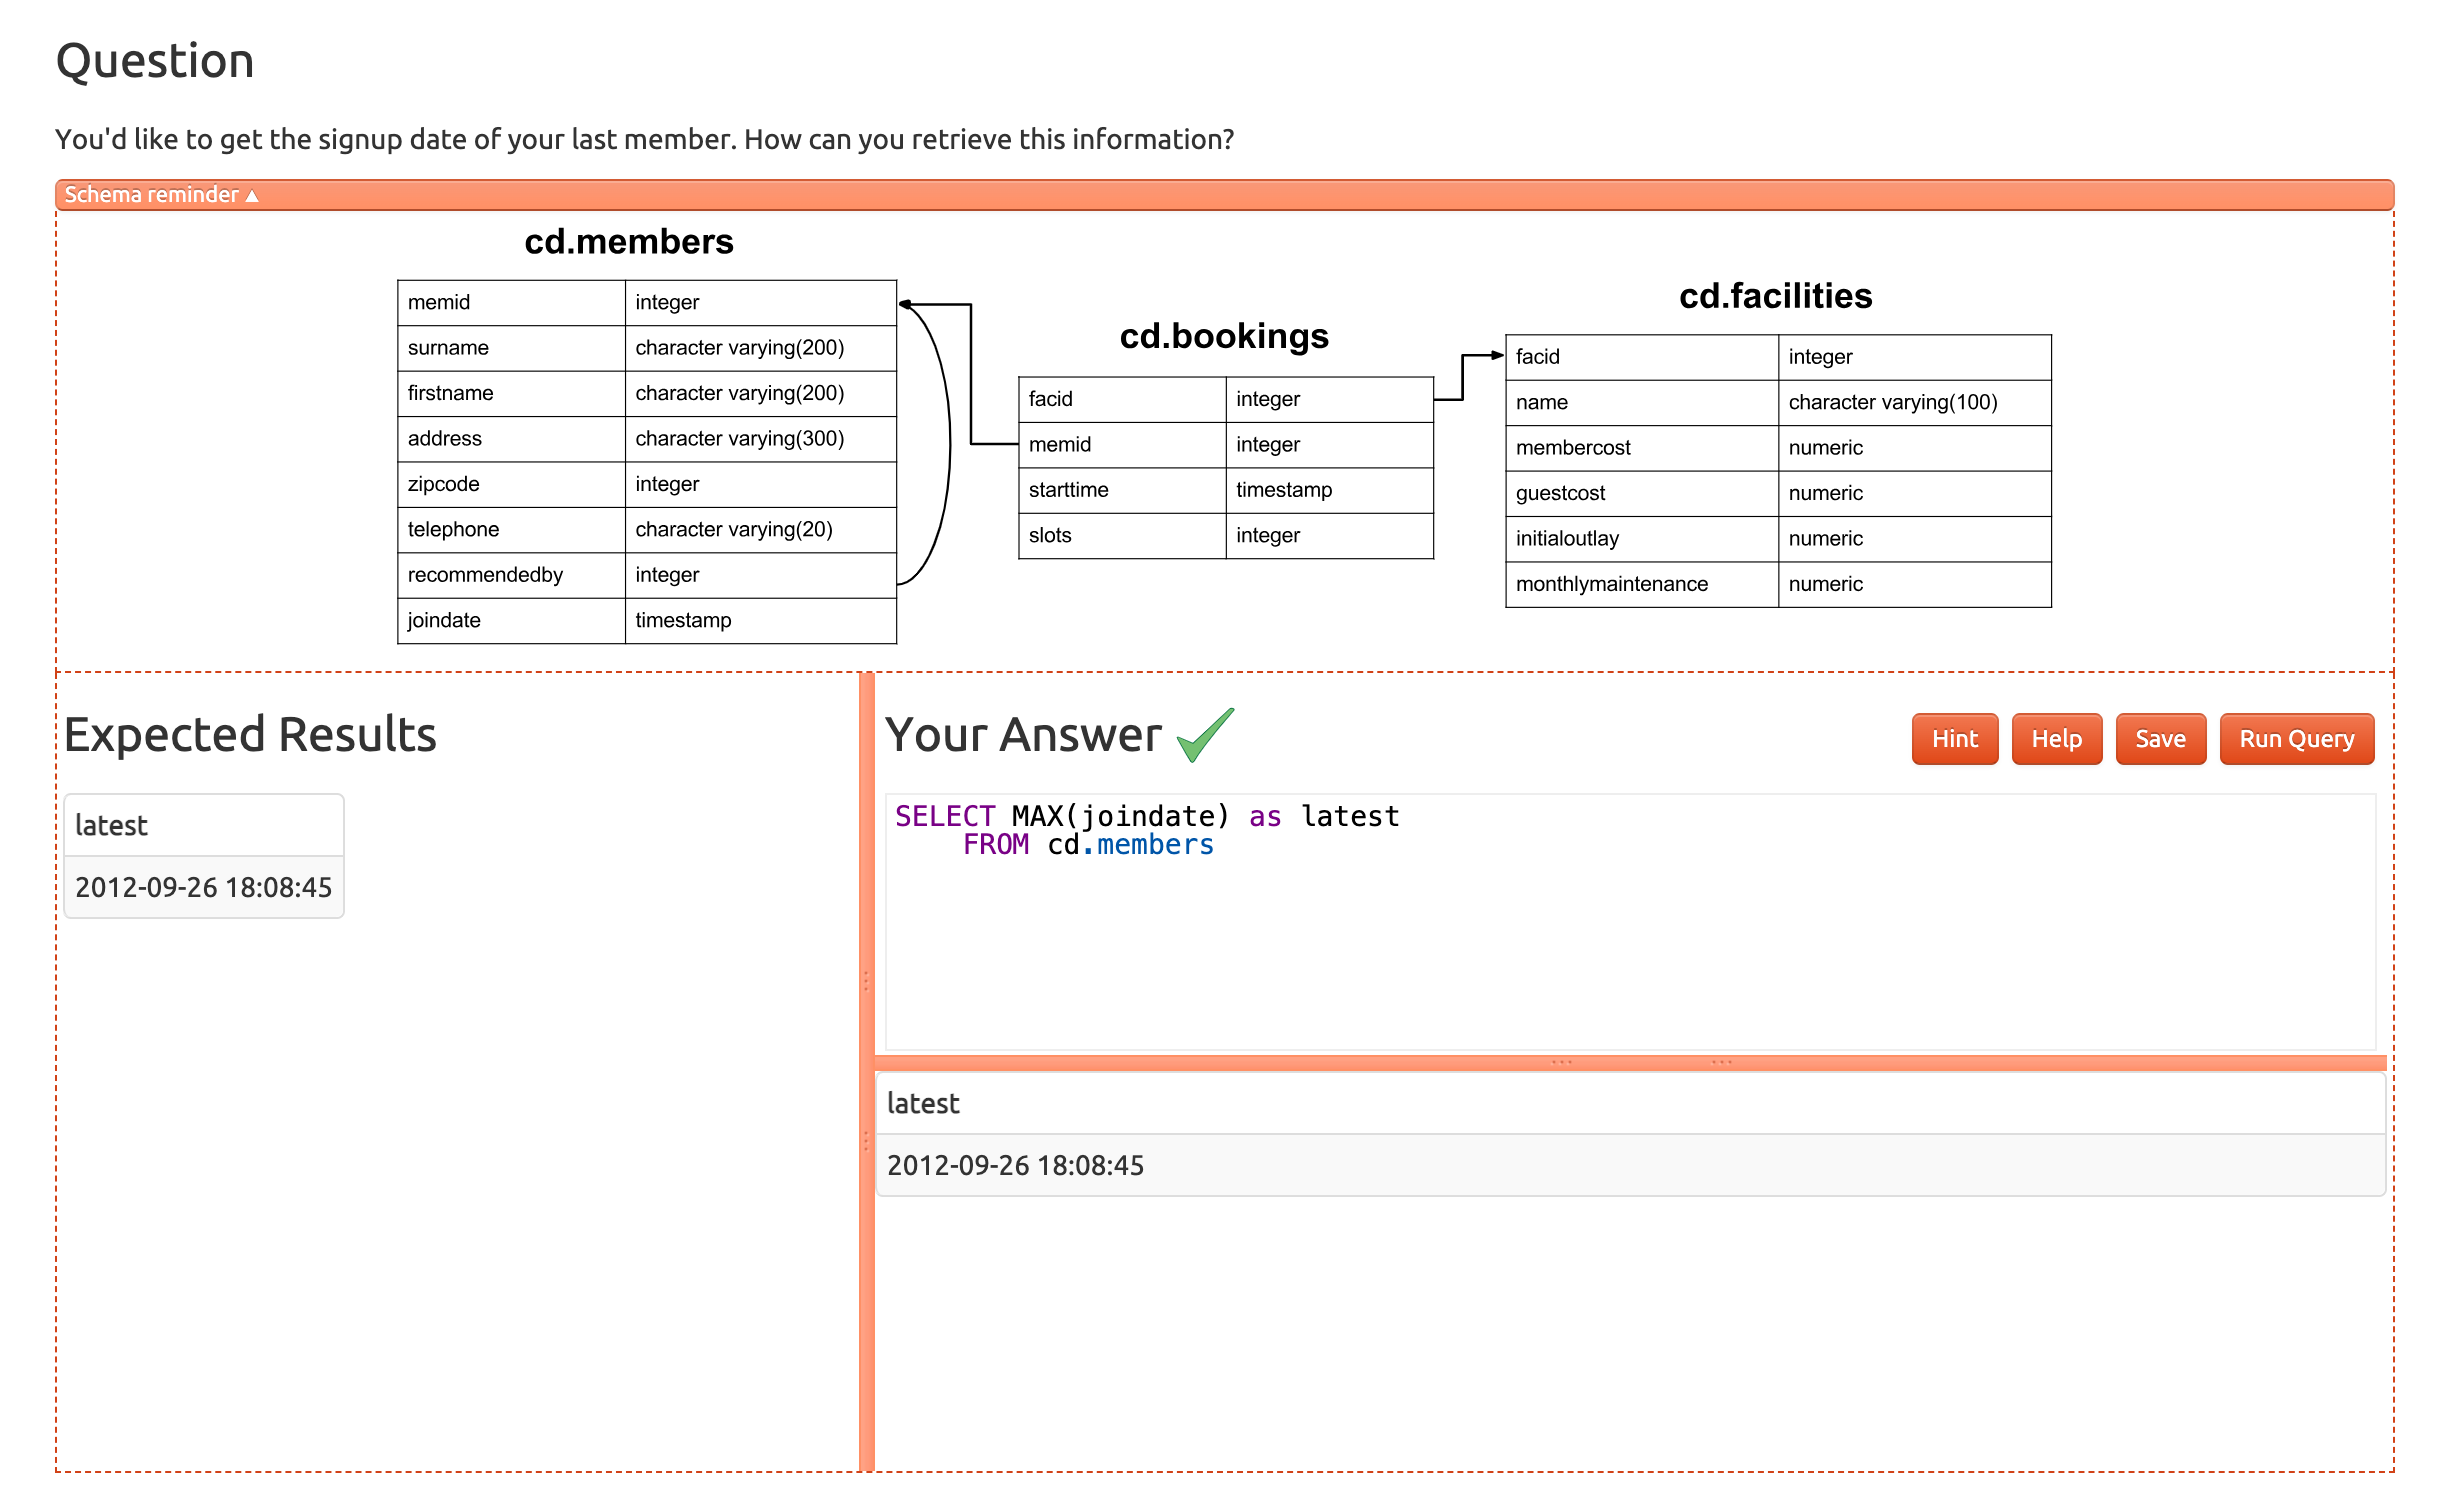 Question
You'd like to get the signup date of your last member. How can you retrieve this information?
Schema reminder
cd.members
memid integer
surname character varying(200)
firstname character varying(200)
address character varying(300)
zipcode integer
telephone character varying(20)
recommendedby integer
joindate timestamp
cd.bookings
facid integer
memid integer
starttime timestamp
slots integer
cd.facilities
facid integer
name character varying(100)
membercost numeric
guestcost numeric
initialoutlay numeric
monthlymaintenance numeric
Expected Results
latest
2012-09-26 18:08:45
Your Answer
Hint Help Save Run Query
SELECT MAX(joindate) as latest
FROM cd.members
latest
2012-09-26 18:08:45